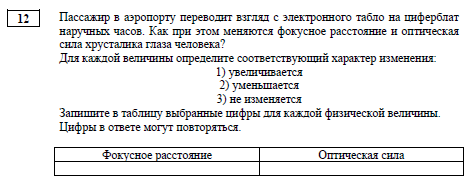 12
Пассажир в аэропорту переводит взгляд с электронного табло на циферблат
наручных часов. Как при этом меняются фокусное расстояние и оптическая
сила хрусталика глаза человека?
Для каждой величины определите соответствующий характер изменения:
1) увеличивается
2) уменьшается
3) не изменяется
Запишите в таблицу выбранные цифры для каждой физической величины.
Цифры в ответе могут повторяться.
Фокусное расстояние Оптическая сила